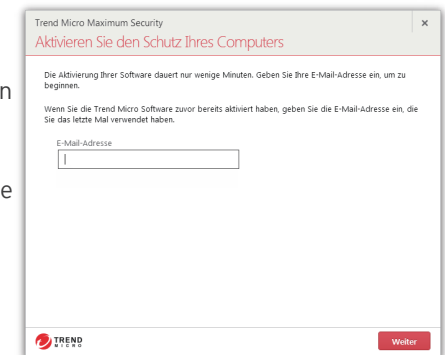 Trend Micro Maximum Security
Aktivieren Sie den Schutz Ihres Computers
Die Aktivierung Ihrer Software dauert nur wenige Minuten. Geben Sie Ihre E-Mail-Adresse ein, um zu
beginnen.
Wenn Sie die Trend Micro Software zuvor bereits aktiviert haben, geben Sie die E-Mail-Adresse ein, die
Sie das letzte Mal verwendet haben.
E-Mail-Adresse
TREND
MICRO
Weiter
n
e